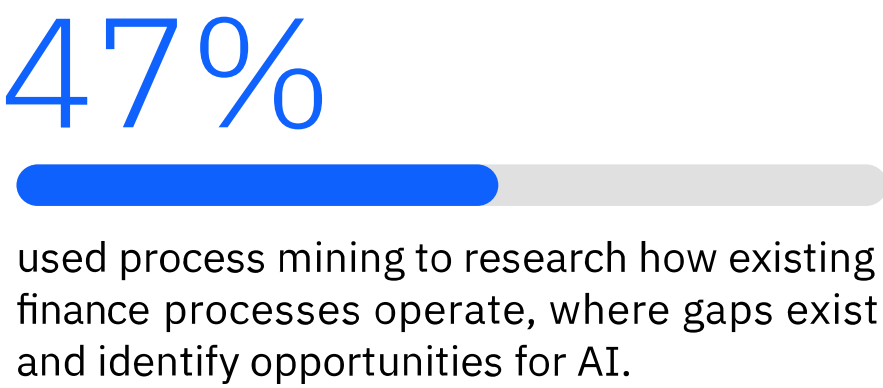 47%
used process mining to research how existing
finance processes operate, where gaps exist
and identify opportunities for AI.